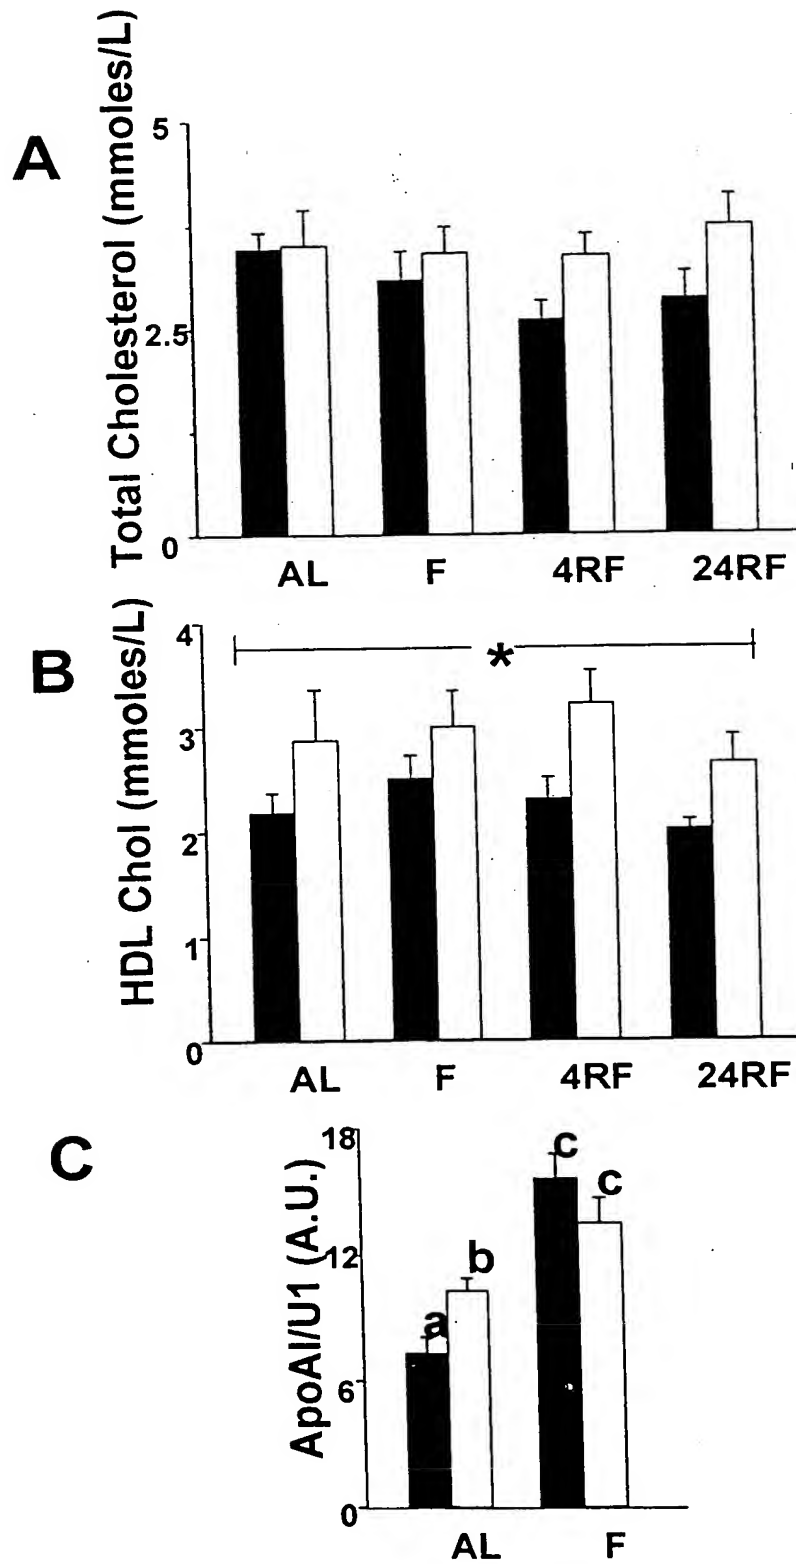 A
Total Cholesterol (mmoles/L)
5
2.5
0
AL F 4RF 24RF
B
HDL Chol (mmoles/L)
4
*
3
2
1
0
AL F 4RF 24RF
C
ApoAI/U1 (A.U.)
18
c
c
12
b
a
6
0
AL F